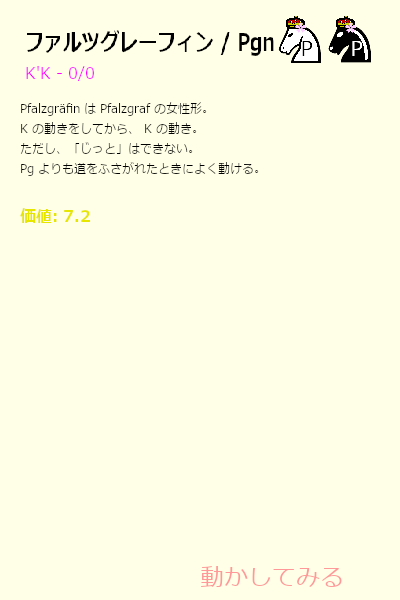 ファルツグレーフィン / Pgn
P P
K'K - 0/0
Pfalzgräfin は Pfalzgraf の女性形。
K の動きをしてから、 K の動き。
ただし、「じっと」はできない。
Pg よりも道をふさがれたときによく動ける。
価値: 7.2
動かしてみる